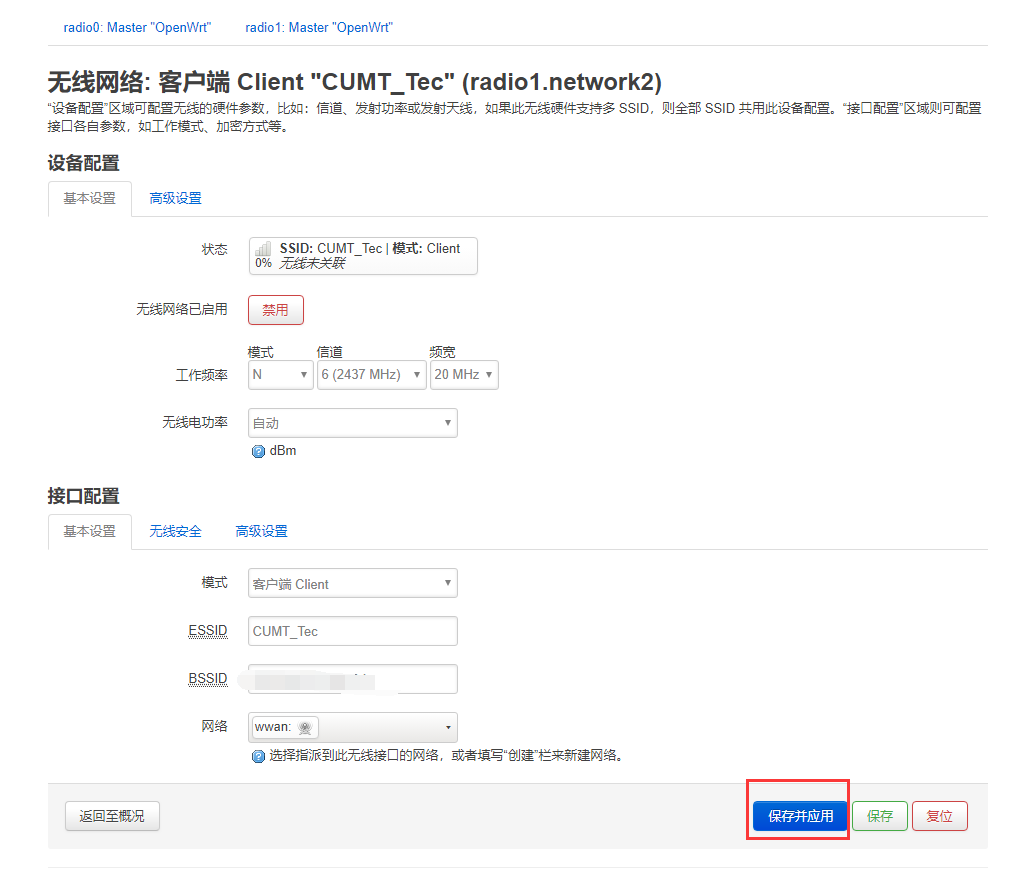 radio0: Master "OpenWrt" radio1: Master "OpenWrt"
无线网络: 客户端 Client "CUMT_Tec" (radio1.network2)
“设备配置”区域可配置无线的硬件参数，比如：信道、发射功率或发射天线，如果此无线硬件支持多 SSID，则全部 SSID 共用此设备配置。“接口配置”区域则可配置
接口各自参数，如工作模式、加密方式等。
设备配置
基本设置 高级设置
状态
SSID: CUMT_Tec | 模式: Client
0% 无线未关联
无线网络已启用 禁用
模式 信道 频宽
工作频率 N 6 (2437 MHz) 20 MHz
无线电功率 自动
dBm
接口配置
基本设置 无线安全 高级设置
模式 客户端 Client
ESSID CUMT_Tec
BSSID
网络 wwan:
选择指派到此无线接口的网络，或者填写“创建”栏来新建网络。
返回至概况 保存并应用 保存 复位